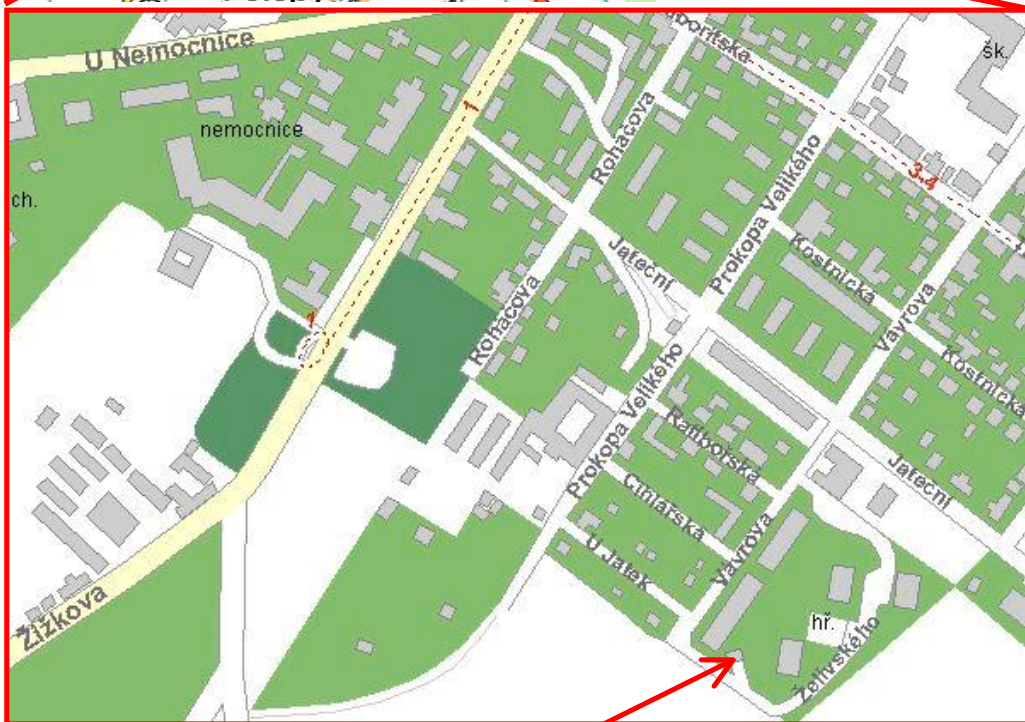 U Nemocnice
šk.
nemocnice
1
Roháčova
Prokopa Velikého
3-4
ch.
Jateční
Kostnická
Vávrova
1
Roháčova
Kostnická
Prokopa Velikého
Ratibořská
Jateční
Cihlářská
Vávrova
U Jatek
Žižkova
hř.
Želivského